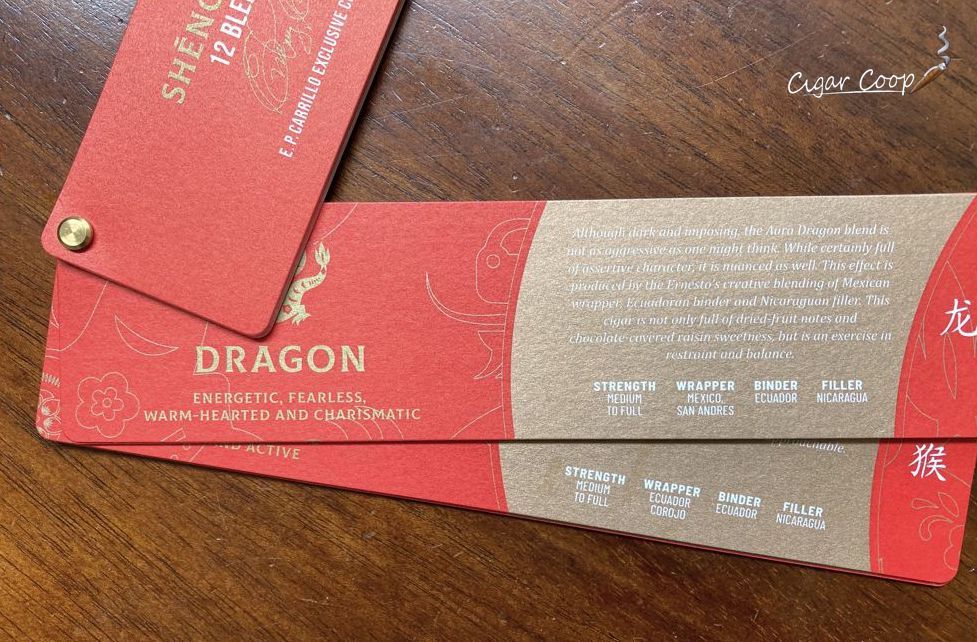 Cigar Coop
SHĒNG
12 BLE
E.P. CARRILLO EXCLUSIVE C
DRAGON
ENERGETIC, FEARLESS,
WARM-HEARTED AND CHARISMATIC
Although dark and imposing, the Aura Dragon blend is
not as aggressive as one might think. While certainly full
of assertive character, it is nuanced as well. This effect is
produced by the Ernesto's creative blending of Mexican
wrapper, Ecuadoran binder and Nicaraguan filler. This
cigar is not only full of dried-fruit notes and
chocolate-covered raisin sweetness, but is an exercise in
restraint and balance.
STRENGTH
MEDIUM
TO FULL
WRAPPER
MEXICO,
SAN ANDRES
BINDER
ECUADOR
FILLER
NICARAGUA
龙
AND ACTIVE
STRENGTH
MEDIUM
TO FULL
WRAPPER
ECUADOR
COROJO
BINDER
ECUADOR
FILLER
NICARAGUA
猴